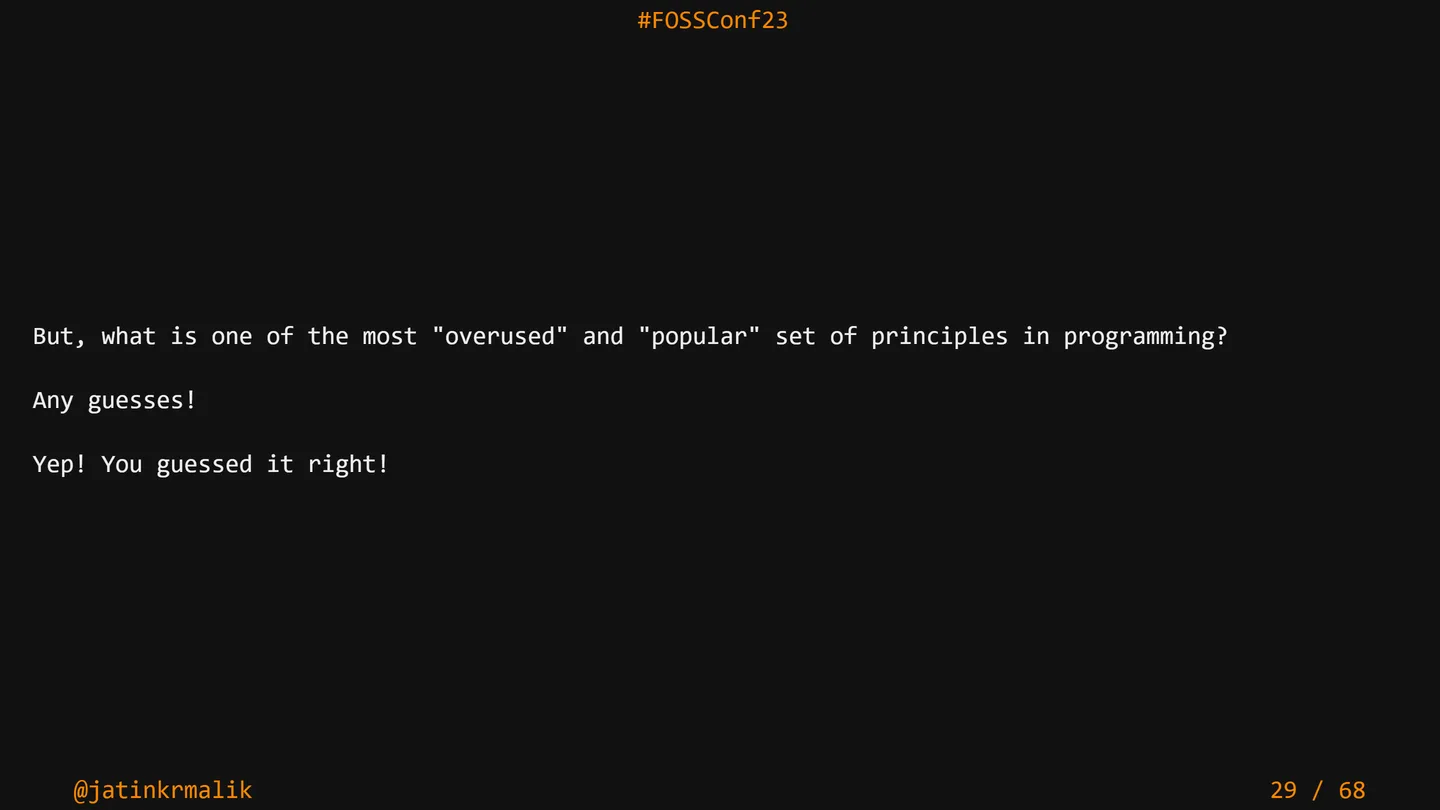 #FOSSConf23
But, what is one of the most "overused" and "popular" set of principles in programming?
Any guesses!
Yep! You guessed it right!
@jatinkrmalik
29 / 68